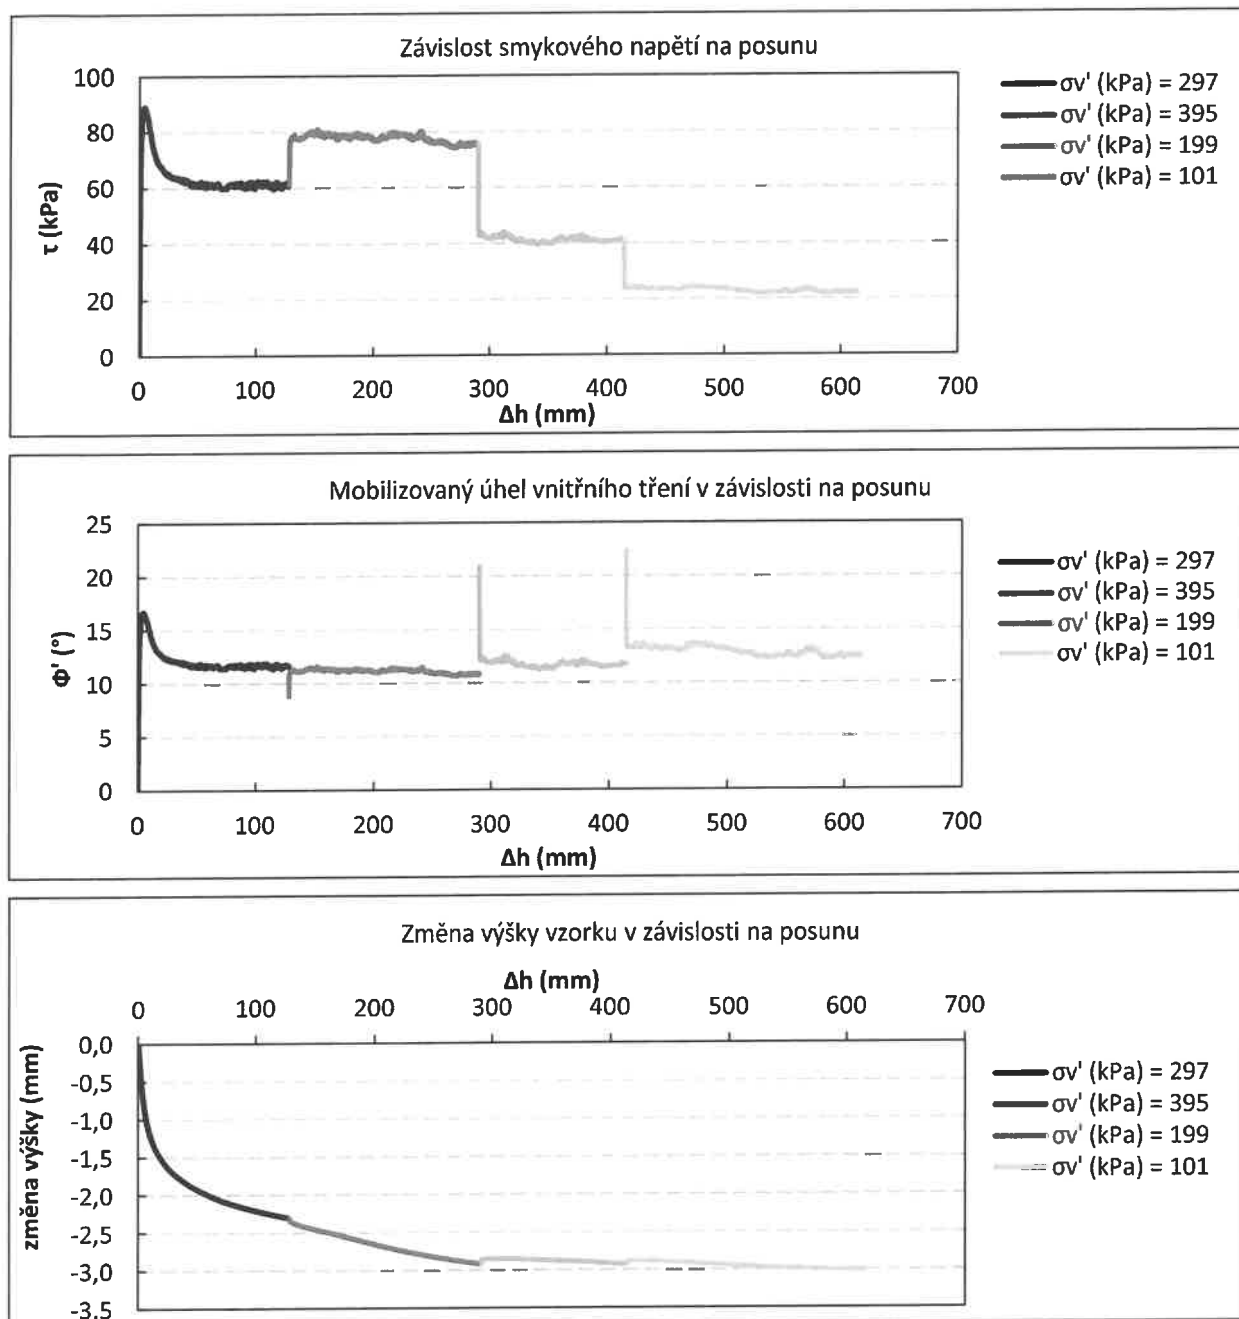 Závislost smykového napětí na posunu
100
80
60
40
20
0
τ (kPa)
0 100 200 300 400 500 600 700
Δh (mm)
σv' (kPa) = 297
σv' (kPa) = 395
σv' (kPa) = 199
σv' (kPa) = 101
Mobilizovaný úhel vnitřního tření v závislosti na posunu
25
20
15
10
5
0
Φ' (°)
0 100 200 300 400 500 600 700
Δh (mm)
σv' (kPa) = 297
σv' (kPa) = 395
σv' (kPa) = 199
σv' (kPa) = 101
Změna výšky vzorku v závislosti na posunu
Δh (mm)
0 100 200 300 400 500 600 700
0,0
-0,5
-1,0
-1,5
-2,0
-2,5
-3,0
-3,5
změna výšky (mm)
σv' (kPa) = 297
σv' (kPa) = 395
σv' (kPa) = 199
σv' (kPa) = 101